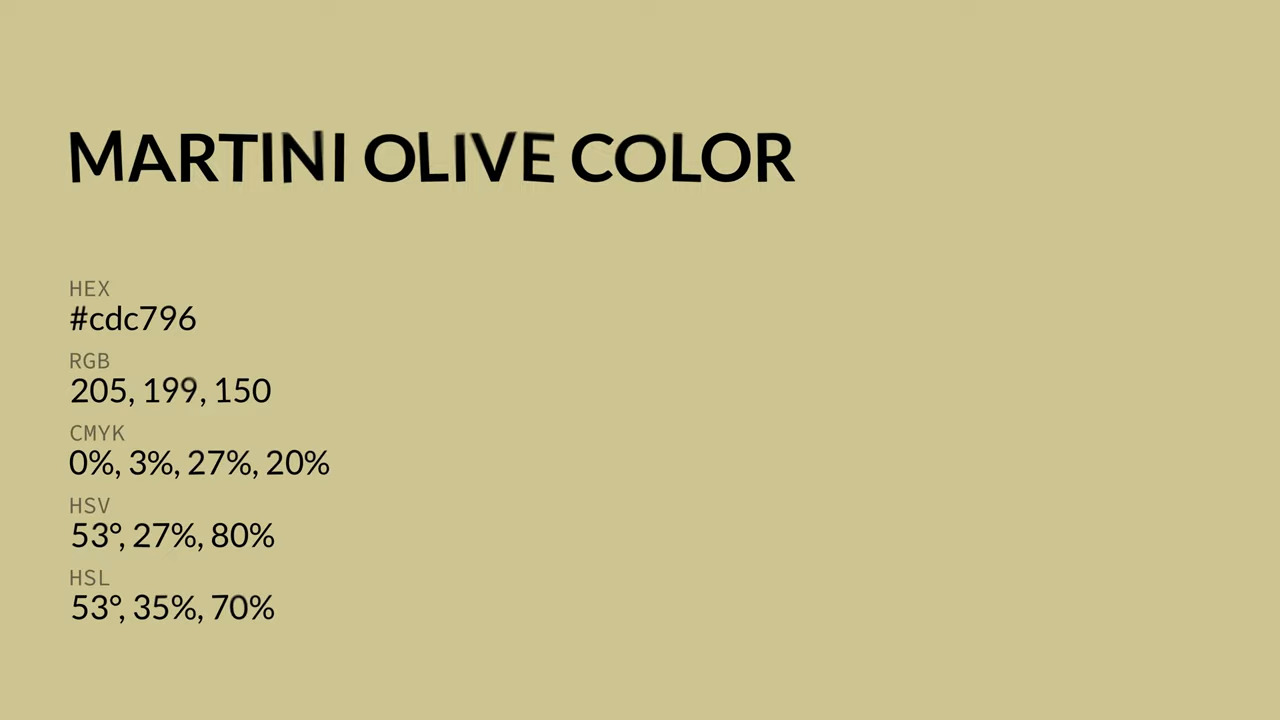 MARTINI OLIVE COLOR
HEX
#cdc796
RGB
205, 199, 150
CMYK
0%, 3%, 27%, 20%
HSV
53°, 27%, 80%
HSL
53°, 35%, 70%